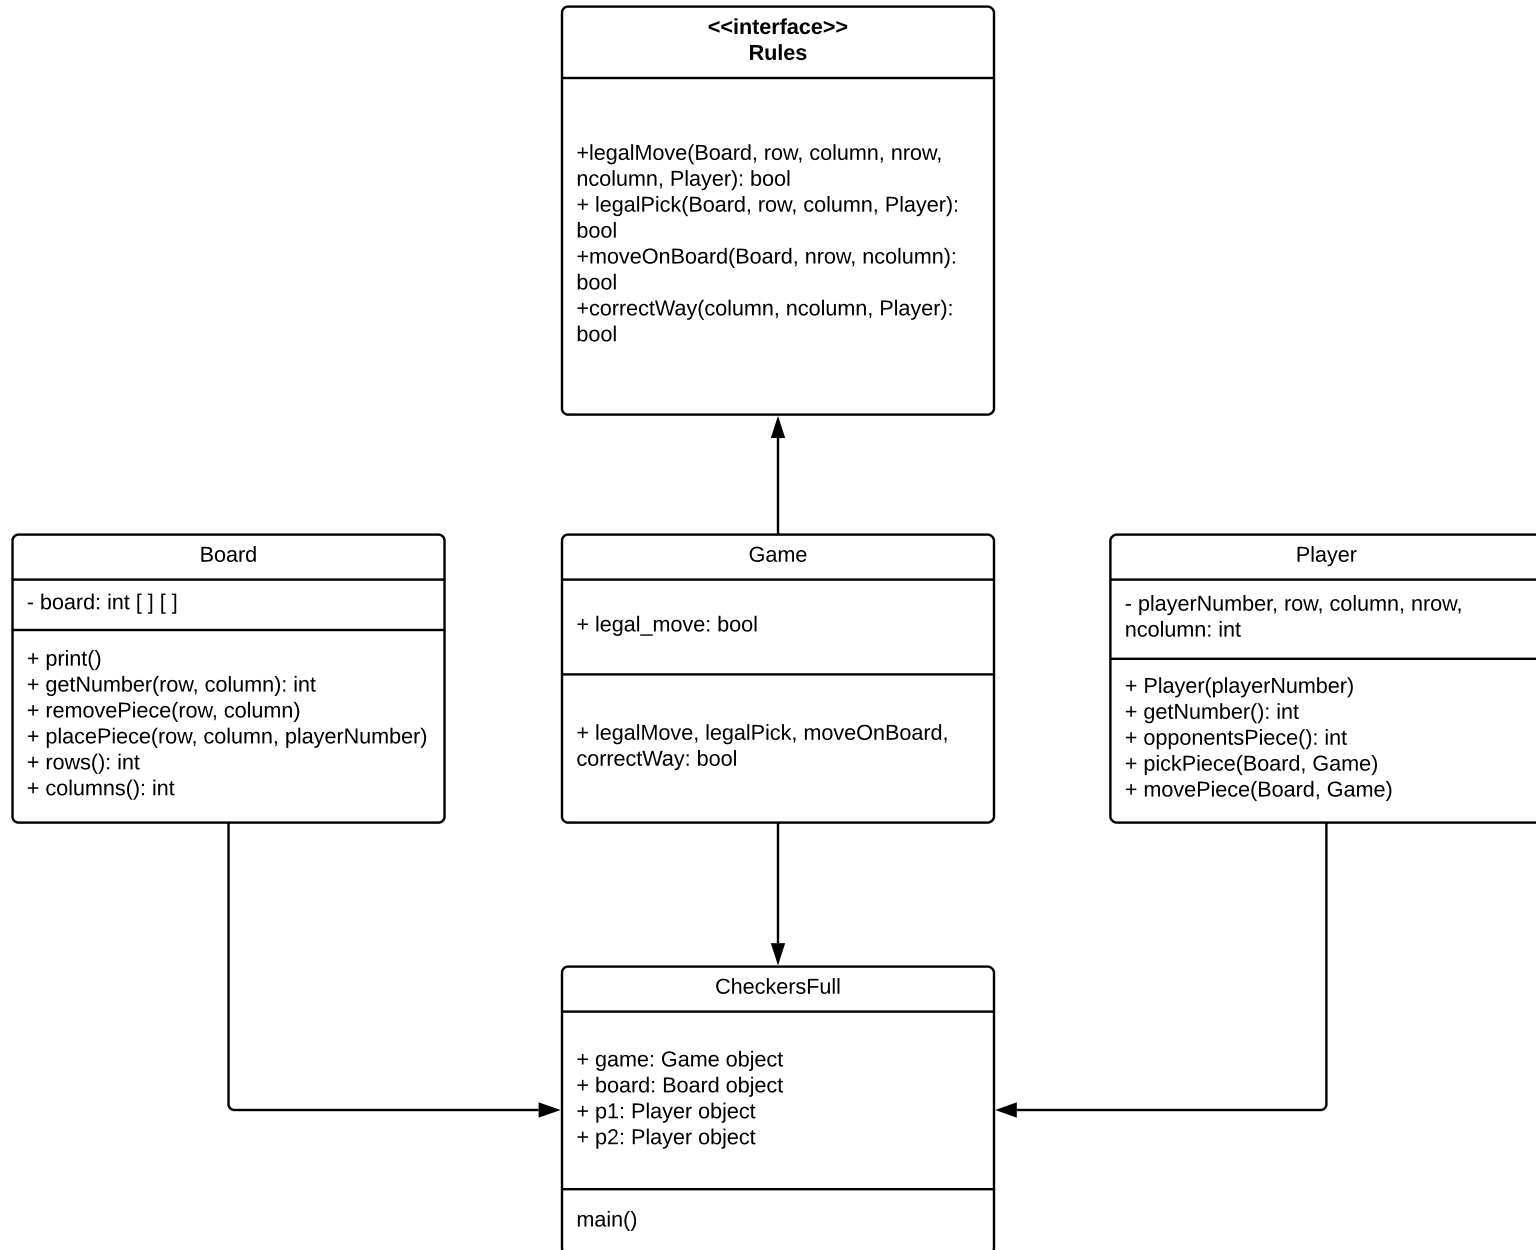 <<interface>>
Rules
+legalMove(Board, row, column, nrow,
ncolumn, Player): bool
+ legalPick(Board, row, column, Player):
bool
+moveOnBoard(Board, nrow, ncolumn):
bool
+correctWay(column, ncolumn, Player):
bool
Board
- board: int [ ] [ ]
+ print()
+ getNumber(row, column): int
+ removePiece(row, column)
+ placePiece(row, column, playerNumber)
+ rows(): int
+ columns(): int
Game
+ legal_move: bool
+ legalMove, legalPick, moveOnBoard,
correctWay: bool
Player
- playerNumber, row, column, nrow,
ncolumn: int
+ Player(playerNumber)
+ getNumber(): int
+ opponentsPiece(): int
+ pickPiece(Board, Game)
+ movePiece(Board, Game)
CheckersFull
+ game: Game object
+ board: Board object
+ p1: Player object
+ p2: Player object
main()